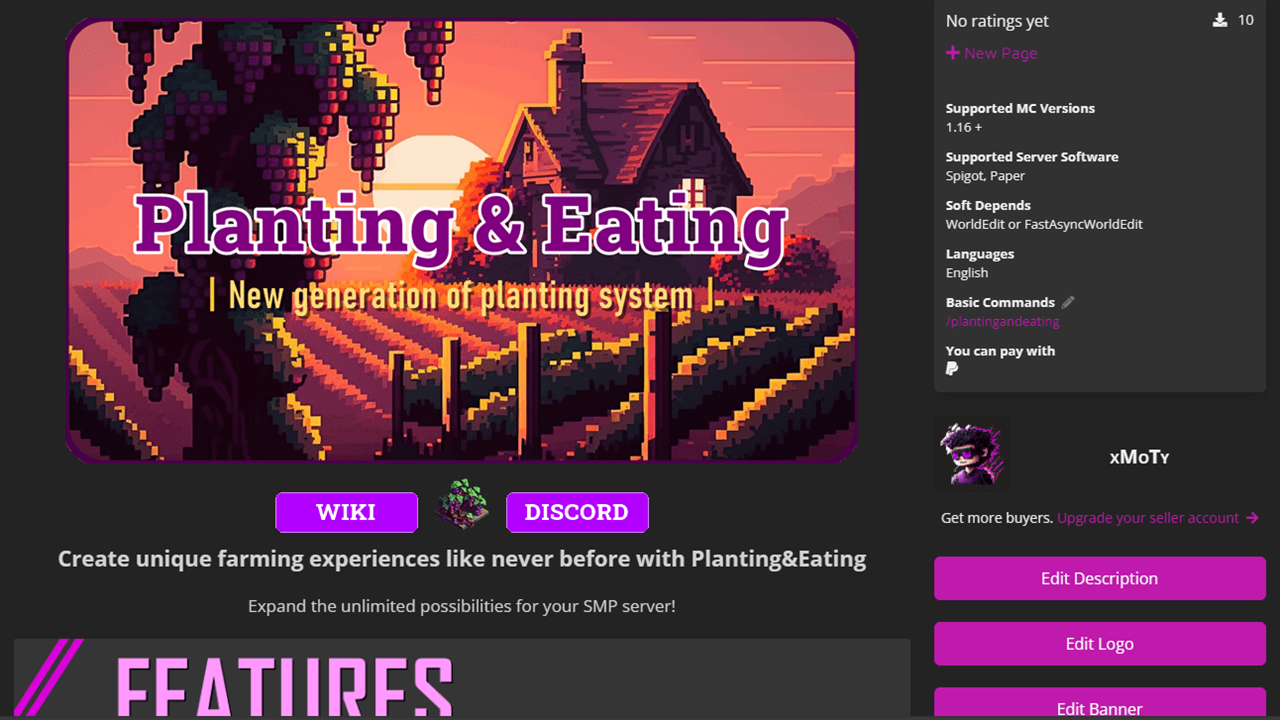 Planting & Eating
| New generation of planting system |
WIKI
DISCORD
Create unique farming experiences like never before with Planting&Eating
Expand the unlimited possibilities for your SMP server!
FEATURES
No ratings yet
10
New Page
Supported MC Versions
1.16 +
Supported Server Software
Spigot, Paper
Soft Depends
WorldEdit or FastAsyncWorldEdit
Languages
English
Basic Commands
/plantingandeating
You can pay with
xMoTy
Get more buyers. Upgrade your seller account
Edit Description
Edit Logo
Edit Banner